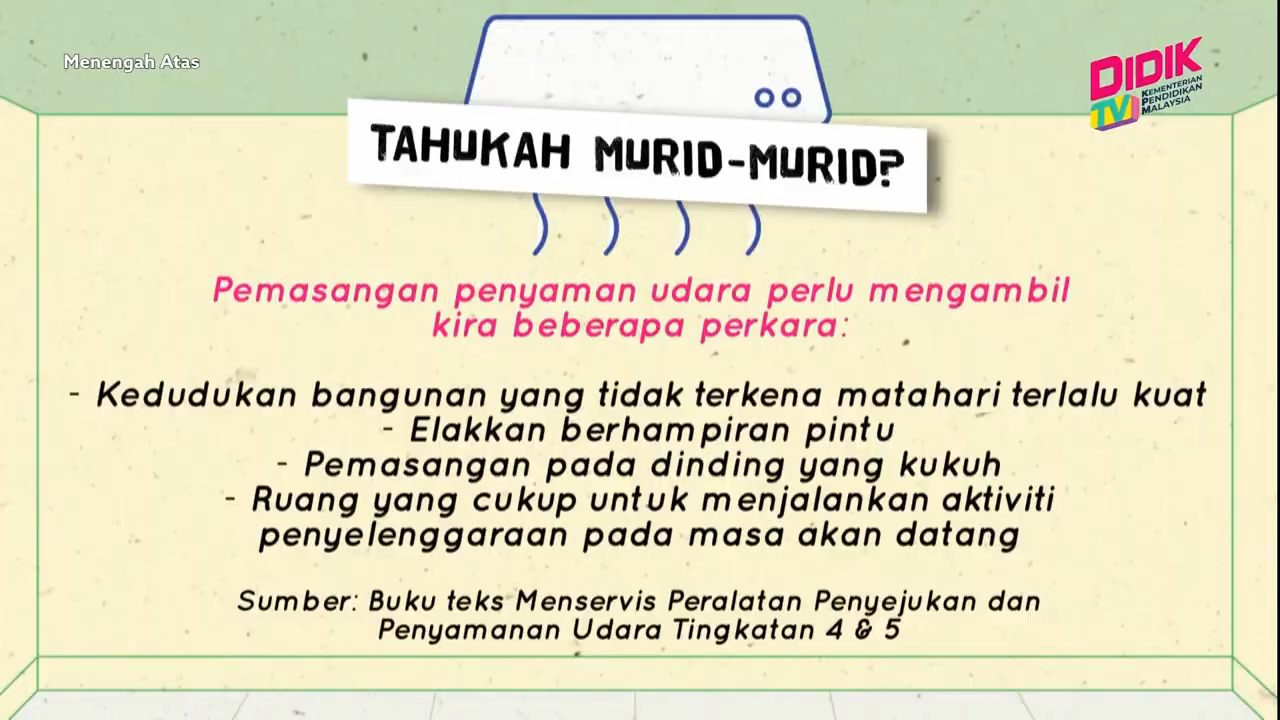 Menengah Atas
DIDIK
TV
KEMENTERIAN
PENDIDIKAN
MALAYSIA
TAHUKAH MURID-MURID?
Pemasangan penyaman udara perlu mengambil
kira beberapa perkara:
- Kedudukan bangunan yang tidak terkena matahari terlalu kuat
- Elakkan berhampiran pintu
- Pemasangan pada dinding yang kukuh
- Ruang yang cukup untuk menjalankan aktiviti
penyelenggaraan pada masa akan datang
Sumber: Buku teks Menservis Peralatan Penyejukan dan
Penyamanan Udara Tingkatan 4 & 5